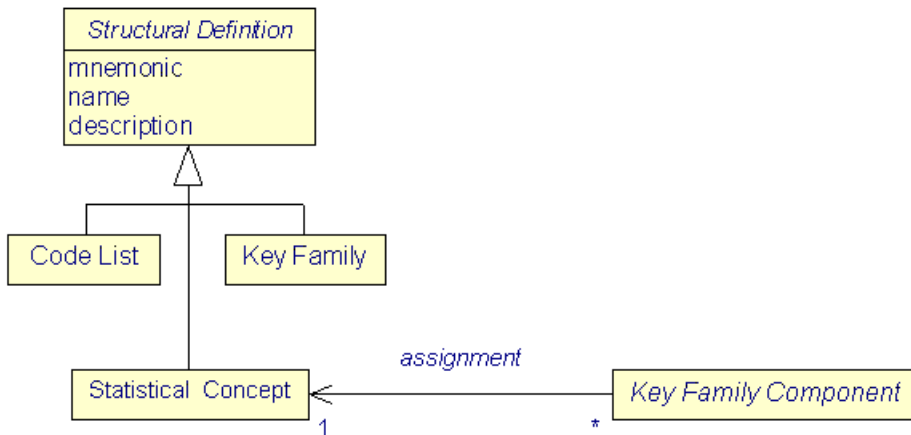 Structural Definition
mnemonic
name
description
Code List
Key Family
assignment
Statistical Concept
Key Family Component
1
*